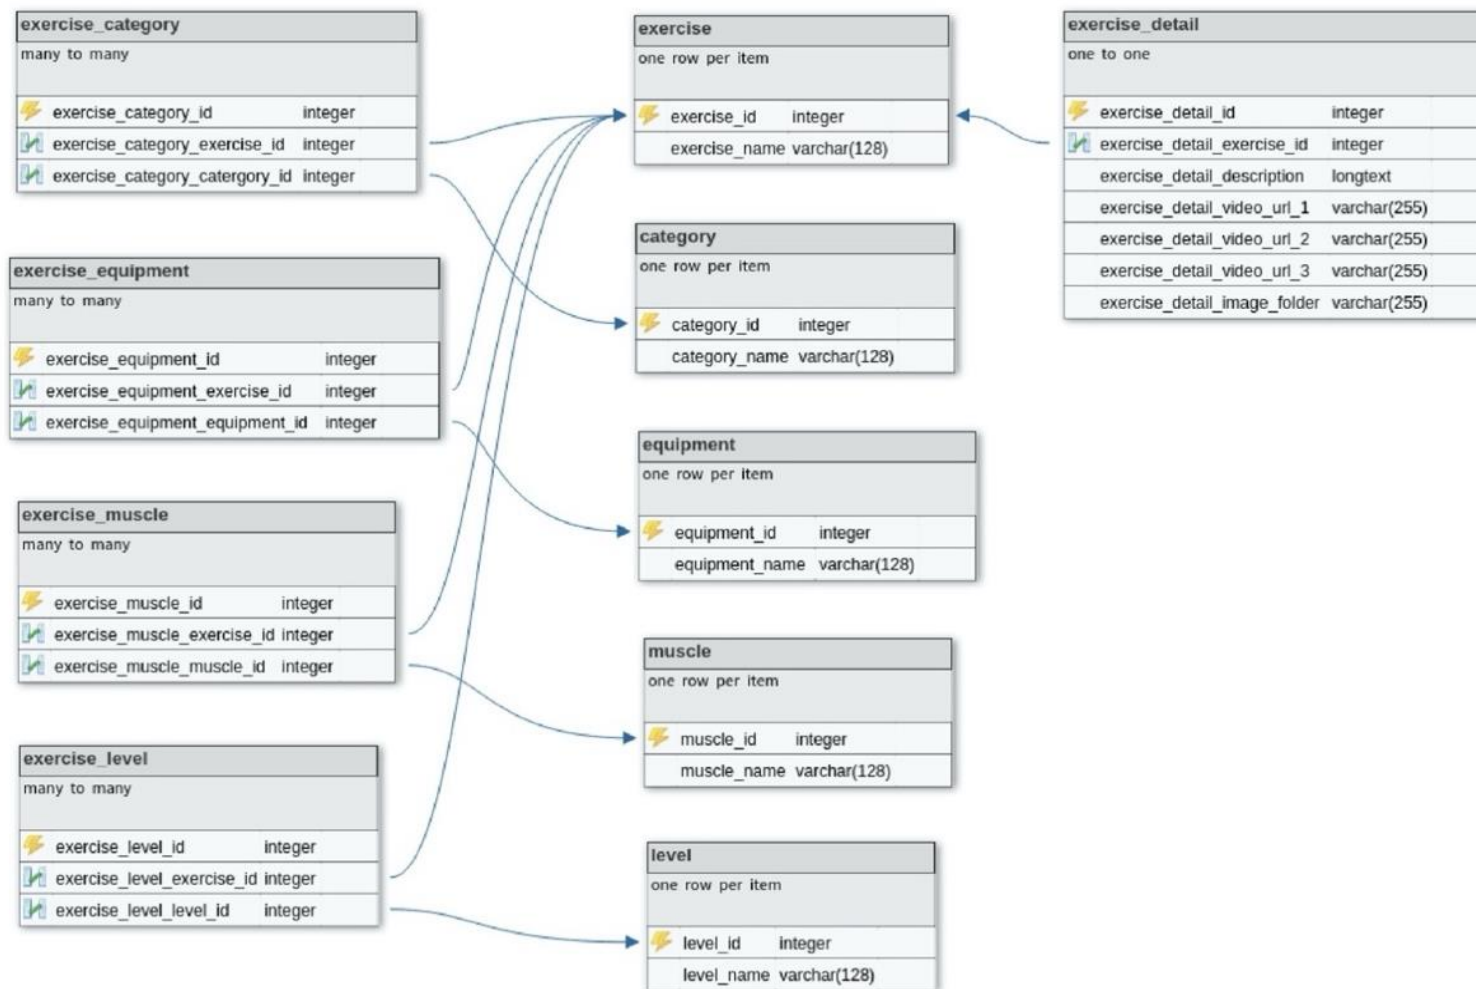 exercise_category
many to many
exercise_category_id integer
exercise_category_exercise_id integer
exercise_category_catergory_id integer
exercise_equipment
many to many
exercise_equipment_id integer
exercise_equipment_exercise_id integer
exercise_equipment_equipment_id integer
exercise_muscle
many to many
exercise_muscle_id integer
exercise_muscle_exercise_id integer
exercise_muscle_muscle_id integer
exercise_level
many to many
exercise_level_id integer
exercise_level_exercise_id integer
exercise_level_level_id integer
exercise
one row per item
exercise_id integer
exercise_name varchar(128)
category
one row per item
category_id integer
category_name varchar(128)
equipment
one row per item
equipment_id integer
equipment_name varchar(128)
muscle
one row per item
muscle_id integer
muscle_name varchar(128)
level
one row per item
level_id integer
level_name varchar(128)
exercise_detail
one to one
exercise_detail_id integer
exercise_detail_exercise_id integer
exercise_detail_description longtext
exercise_detail_video_url_1 varchar(255)
exercise_detail_video_url_2 varchar(255)
exercise_detail_video_url_3 varchar(255)
exercise_detail_image_folder varchar(255)